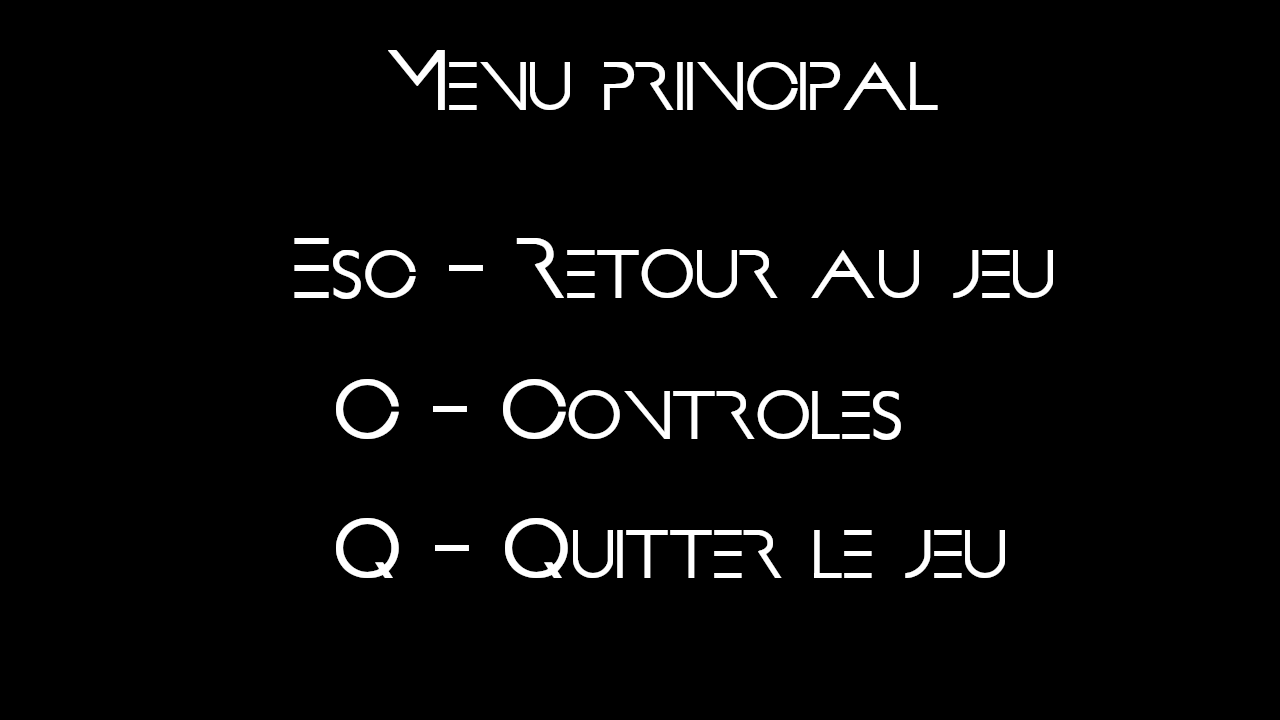 Menu principal
Esc - Retour au jeu
C - Controles
Q - Quitter le jeu